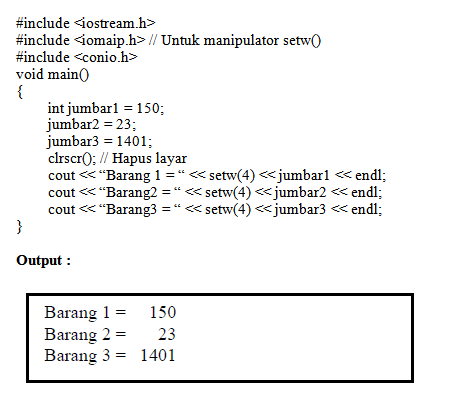 #include <iostream.h>
#include <iomaip.h> // Untuk manipulator setw()
#include <conio.h>
void main()
{
int jumbar1 = 150;
jumbar2 = 23;
jumbar3 = 1401;
clrscr(); // Hapus layar
cout << “Barang 1 = “ << setw(4) << jumbar1 << endl;
cout << “Barang2 = “ << setw(4) << jumbar2 << endl;
cout << “Barang3 = “ << setw(4) << jumbar3 << endl;
}
Output :
Barang 1 = 150
Barang 2 = 23
Barang 3 = 1401